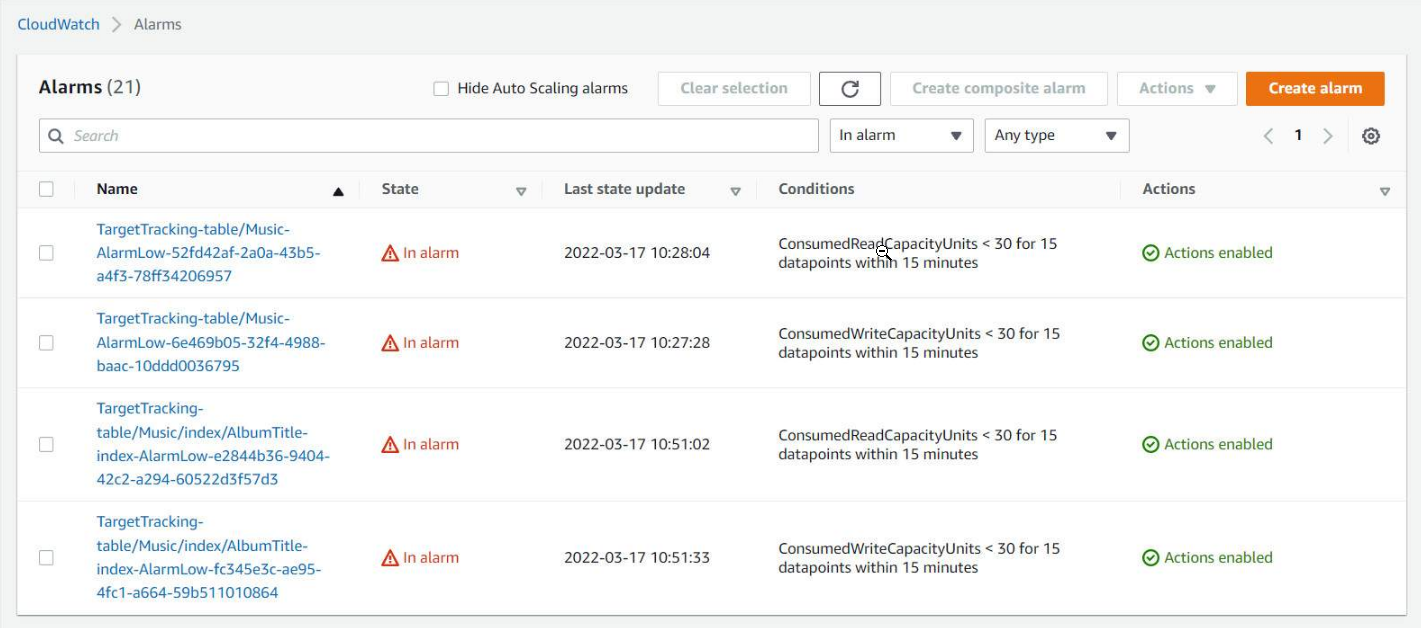 CloudWatch > Alarms
Alarms (21)
Hide Auto Scaling alarms
Clear selection
Create composite alarm
Actions
Create alarm
Search
In alarm
Any type
1
Name
State
Last state update
Conditions
Actions
TargetTracking-table/Music-
AlarmLow-52fd42af-2a0a-43b5-
a4f3-78ff34206957
In alarm
2022-03-17 10:28:04
ConsumedReadCapacityUnits < 30 for 15
datapoints within 15 minutes
Actions enabled
TargetTracking-table/Music-
AlarmLow-6e469b05-32f4-4988-
baac-10ddd0036795
In alarm
2022-03-17 10:27:28
ConsumedWriteCapacityUnits < 30 for 15
datapoints within 15 minutes
Actions enabled
TargetTracking-
table/Music/index/AlbumTitle-
index-AlarmLow-e2844b36-9404-
42c2-a294-60522d3f57d3
In alarm
2022-03-17 10:51:02
ConsumedReadCapacityUnits < 30 for 15
datapoints within 15 minutes
Actions enabled
TargetTracking-
table/Music/index/AlbumTitle-
index-AlarmLow-fc345e3c-ae95-
4fc1-a664-59b511010864
In alarm
2022-03-17 10:51:33
ConsumedWriteCapacityUnits < 30 for 15
datapoints within 15 minutes
Actions enabled